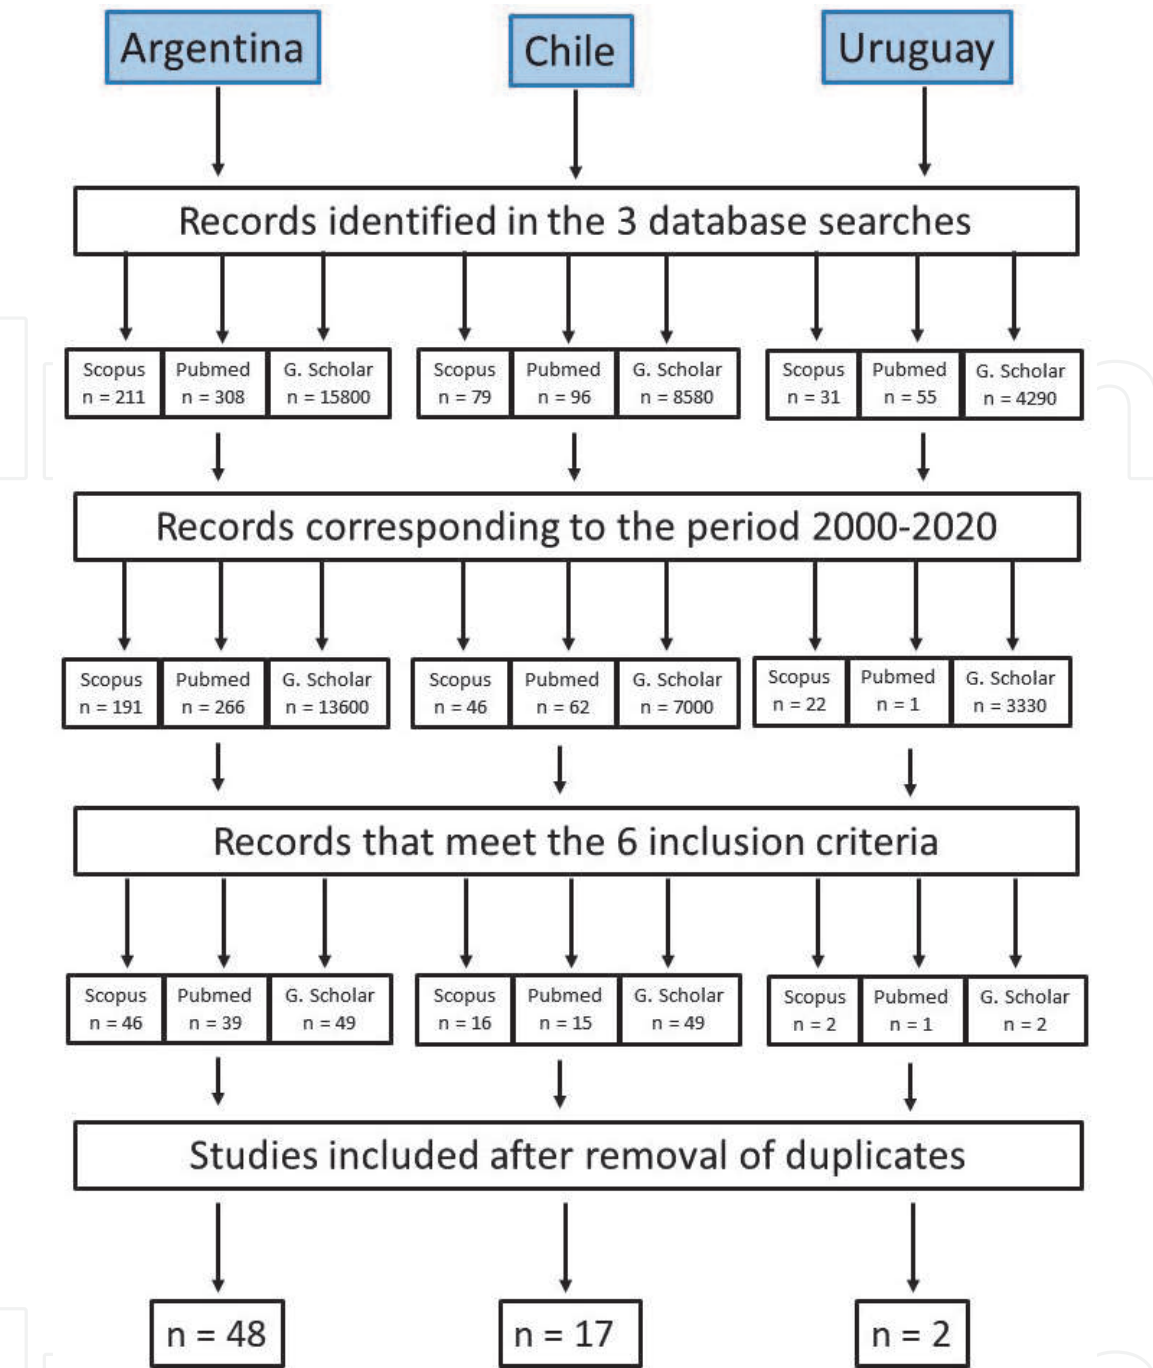 Argentina
Chile
Uruguay
Records identified in the 3 database searches
Scopus
n = 211
Pubmed
n = 308
G. Scholar
n = 15800
Scopus
n = 79
Pubmed
n = 96
G. Scholar
n = 8580
Scopus
n = 31
Pubmed
n = 55
G. Scholar
n = 4290
Records corresponding to the period 2000-2020
Scopus
n = 191
Pubmed
n = 266
G. Scholar
n = 13600
Scopus
n = 46
Pubmed
n = 62
G. Scholar
n = 7000
Scopus
n = 22
Pubmed
n = 1
G. Scholar
n = 3330
Records that meet the 6 inclusion criteria
Scopus
n = 46
Pubmed
n = 39
G. Scholar
n = 49
Scopus
n = 16
Pubmed
n = 15
G. Scholar
n = 49
Scopus
n = 2
Pubmed
n = 1
G. Scholar
n = 2
Studies included after removal of duplicates
n = 48
n = 17
n = 2